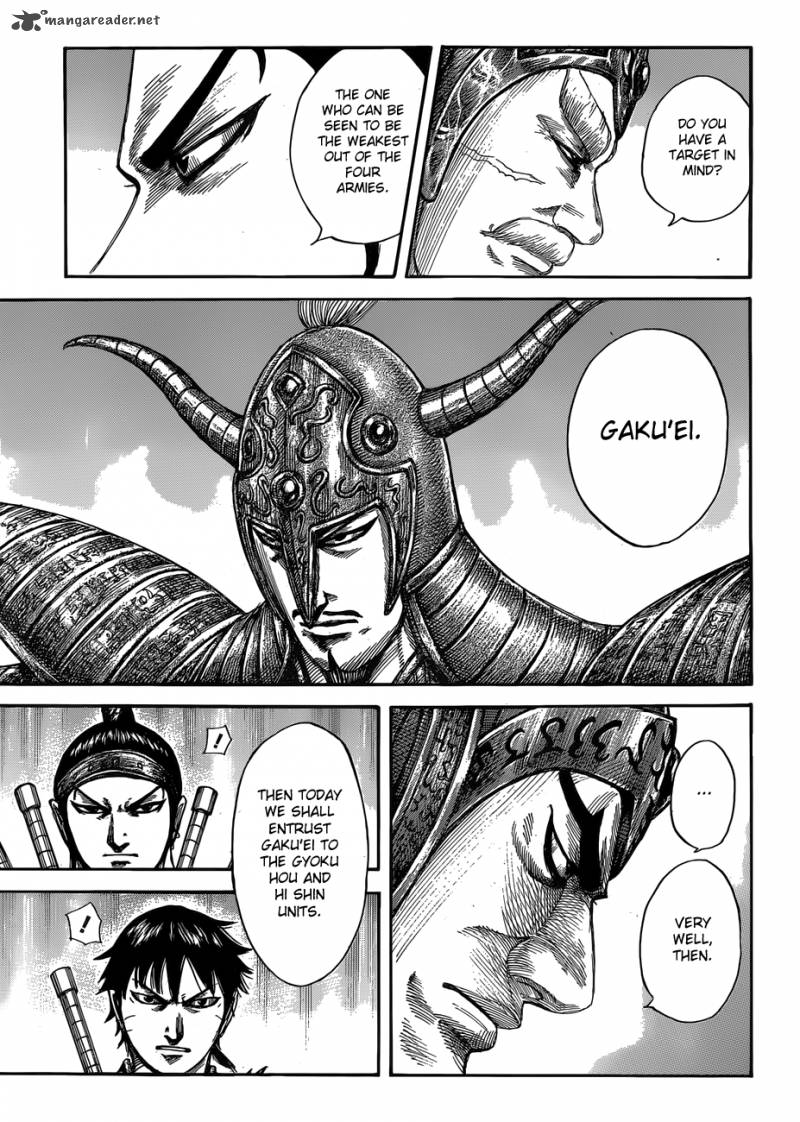 mangareader.net
DO YOU
HAVE A
TARGET IN
MIND?
THE ONE
WHO CAN BE
SEEN TO BE
THE WEAKEST
OUT OF THE
FOUR
ARMIES.
GAKU'EI.
...
VERY
WELL,
THEN.
THEN TODAY
WE SHALL
ENTRUST
GAKU'EI TO
THE GYOKU
HOU AND
HI SHIN
UNITS.
!
!